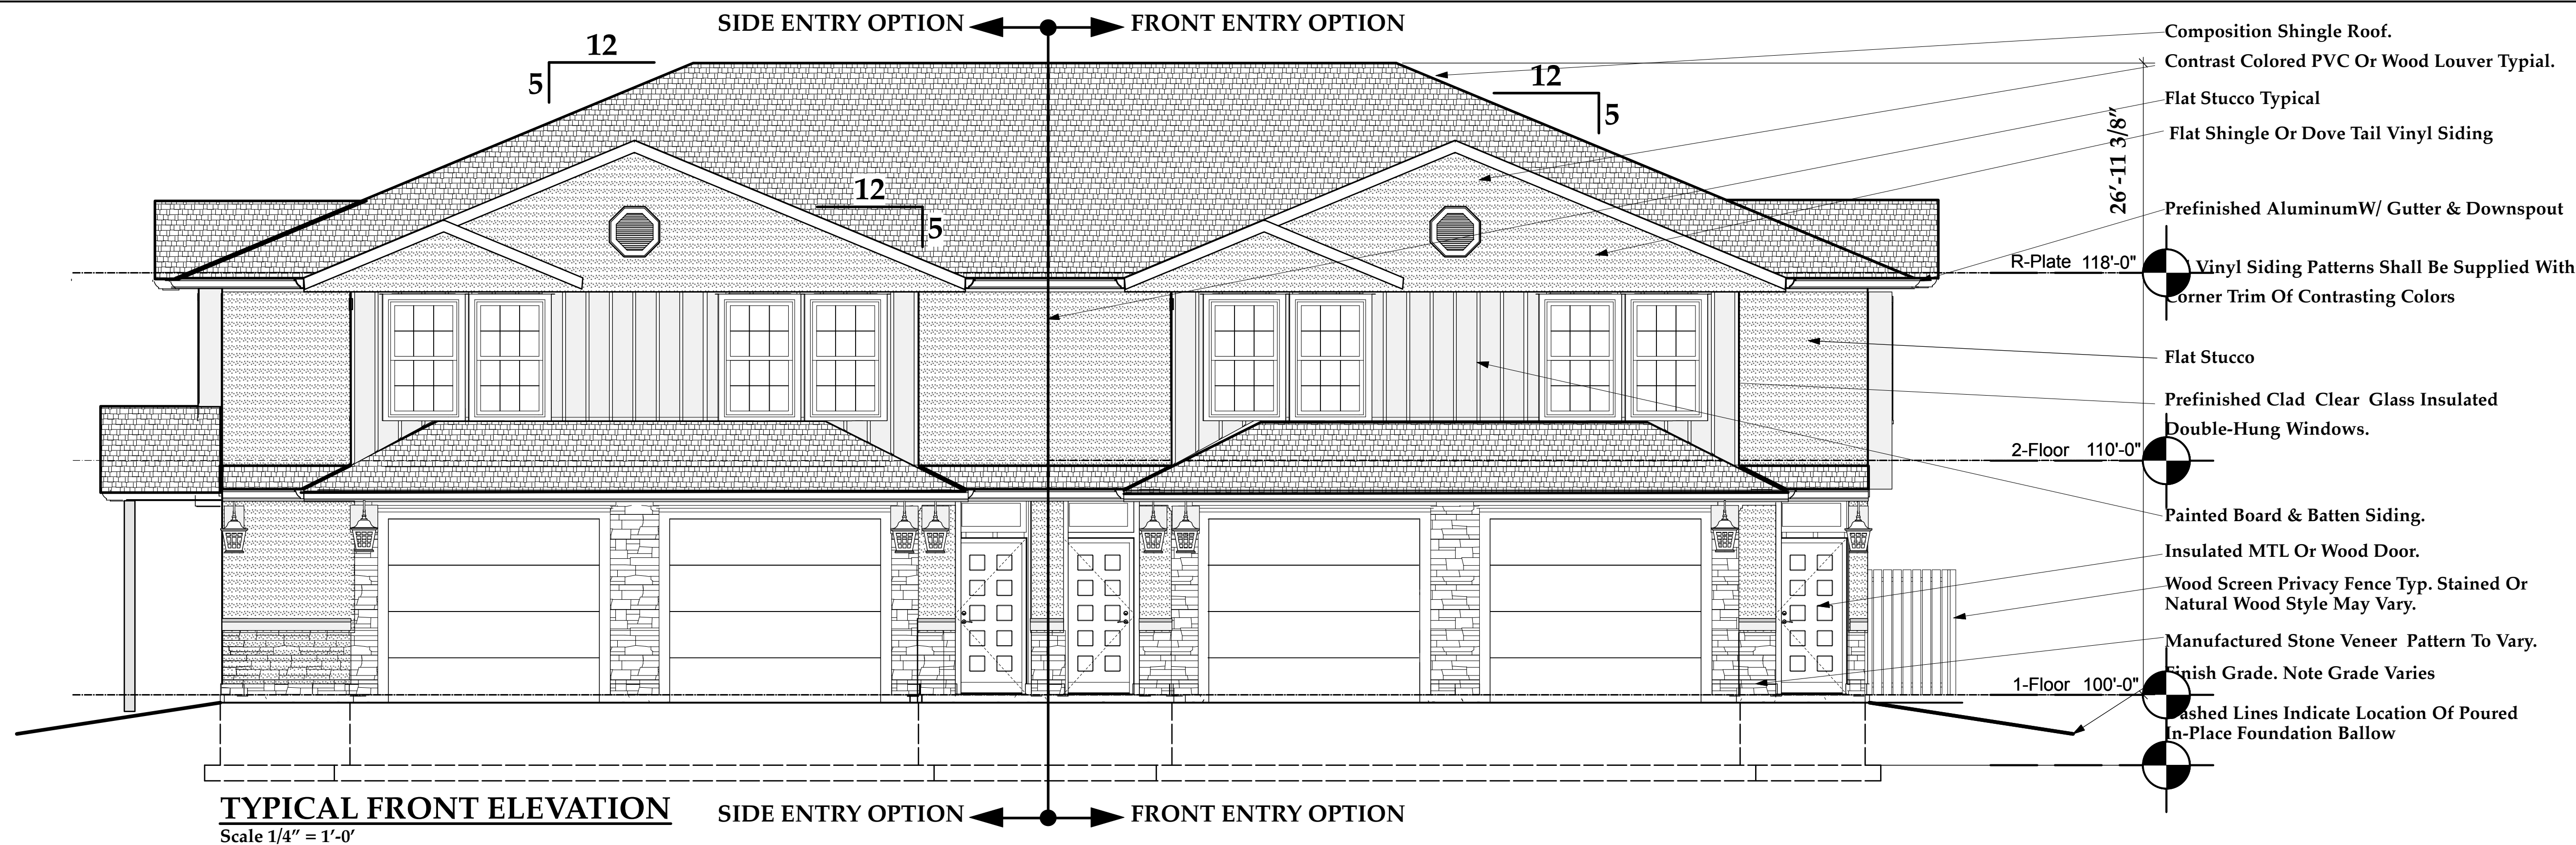 SIDE ENTRY OPTION
FRONT ENTRY OPTION
12
5
12
5
12
5
Composition Shingle Roof.
Contrast Colored PVC Or Wood Louver Typial.
Flat Stucco Typical
Flat Shingle Or Dove Tail Vinyl Siding
26'-11 3/8"
Prefinished AluminumW/ Gutter & Downspout
R-Plate 118'-0"
Vinyl Siding Patterns Shall Be Supplied With
Corner Trim Of Contrasting Colors
Flat Stucco
Prefinished Clad Clear Glass Insulated
Double-Hung Windows.
2-Floor 110'-0"
Painted Board & Batten Siding.
Insulated MTL Or Wood Door.
Wood Screen Privacy Fence Typ. Stained Or
Natural Wood Style May Vary.
Manufactured Stone Veneer Pattern To Vary.
Finish Grade. Note Grade Varies
1-Floor 100'-0"
Dashed Lines Indicate Location Of Poured
In-Place Foundation Ballow
TYPICAL FRONT ELEVATION
Scale 1/4" = 1'-0'
SIDE ENTRY OPTION
FRONT ENTRY OPTION